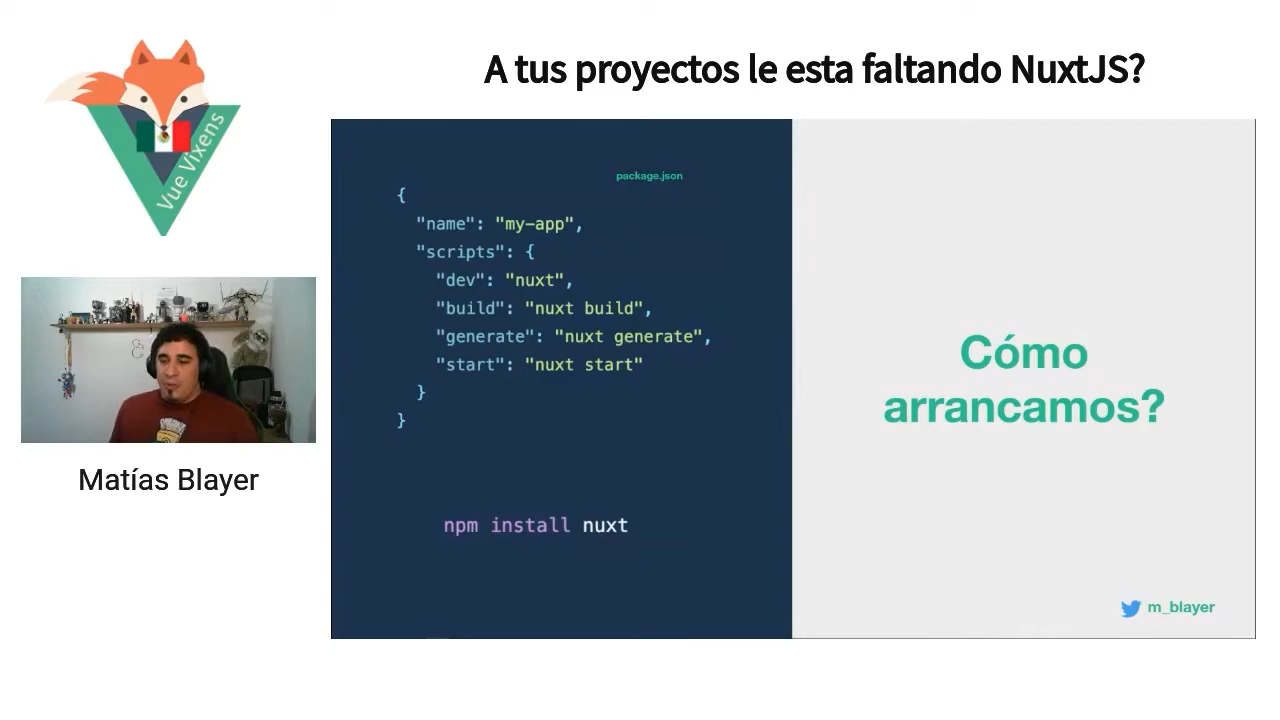 A tus proyectos le esta faltando NuxtJS?
Vue Vixens
Matías Blayer
package.json
{
"name": "my-app",
"scripts": {
"dev": "nuxt",
"build": "nuxt build",
"generate": "nuxt generate",
"start": "nuxt start"
}
}
npm install nuxt
Cómo
arrancamos?
m_blayer